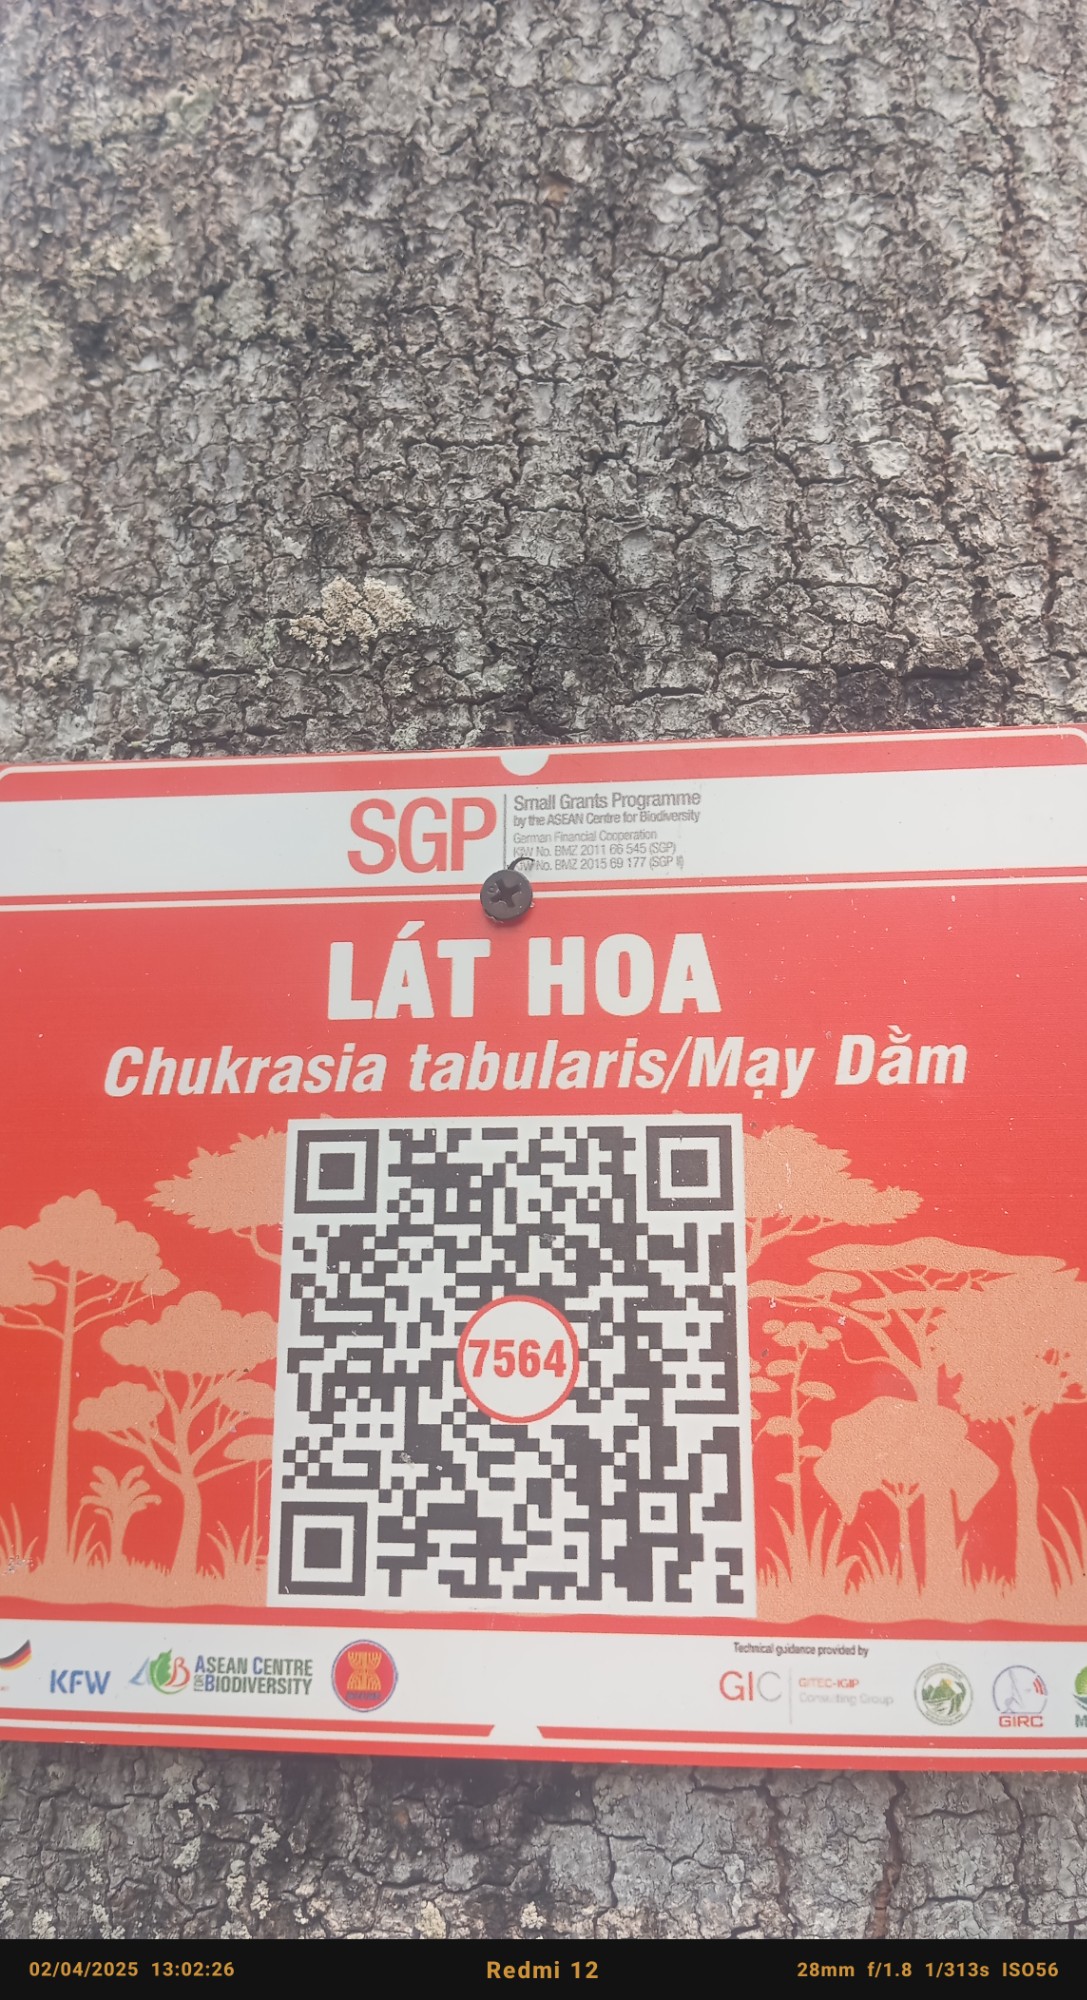 SGP
Small Grants Programme
by the ASEAN Centre for Biodiversity
German Financial Cooperation
KfW No. BMZ 2011 66 545 (SGP)
KfW No. BMZ 2015 69 177 (SGP II)
LÁT HOA
Chukrasia tabularis/Mạy Dằm
7564
KFW
ASEAN CENTRE
FOR BIODIVERSITY
Technical guidance provided by
GIC
GITEC-IGIP
Consulting Group
GIRC
02/04/2025 13:02:26
Redmi 12
28mm f/1.8 1/313s ISO56